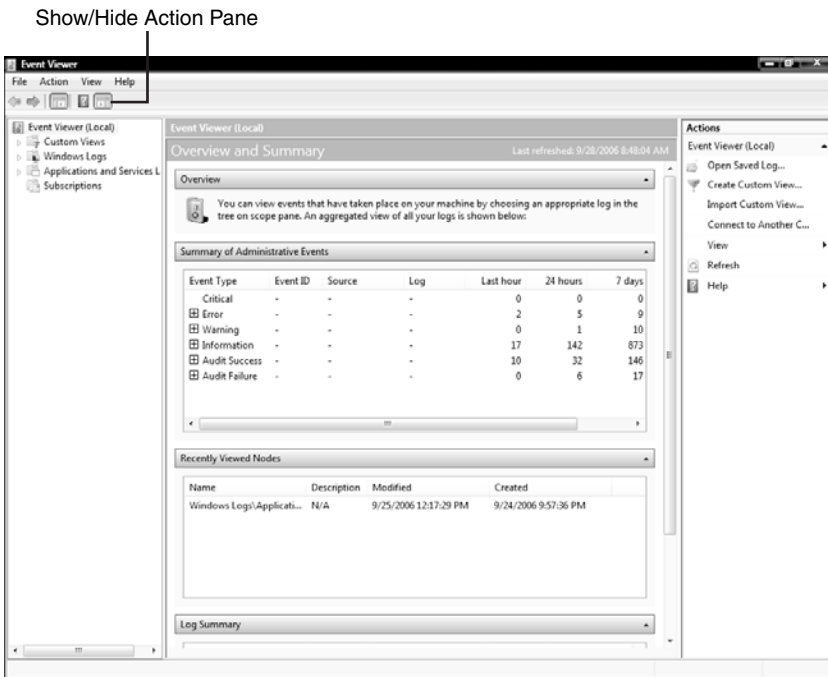 Show/Hide Action Pane
Event Viewer
File Action View Help
Event Viewer (Local)
Custom Views
Windows Logs
Applications and Services L
Subscriptions
Event Viewer (Local)
Overview and Summary Last refreshed: 9/28/2006 8:48:04 AM
Overview
You can view events that have taken place on your machine by choosing an appropriate log in the
tree on scope pane. An aggregated view of all your logs is shown below:
Summary of Administrative Events
Event Type Event ID Source Log Last hour 24 hours 7 days
Critical - - - 0 0 0
Error - - - 2 5 9
Warning - - - 0 1 10
Information - - - 17 142 873
Audit Success - - - 10 32 146
Audit Failure - - - 0 6 17
Recently Viewed Nodes
Name Description Modified Created
Windows Logs\Applicati... N/A 9/25/2006 12:17:29 PM 9/24/2006 9:57:36 PM
Log Summary
Actions
Event Viewer (Local)
Open Saved Log...
Create Custom View...
Import Custom View...
Connect to Another C...
View
Refresh
Help